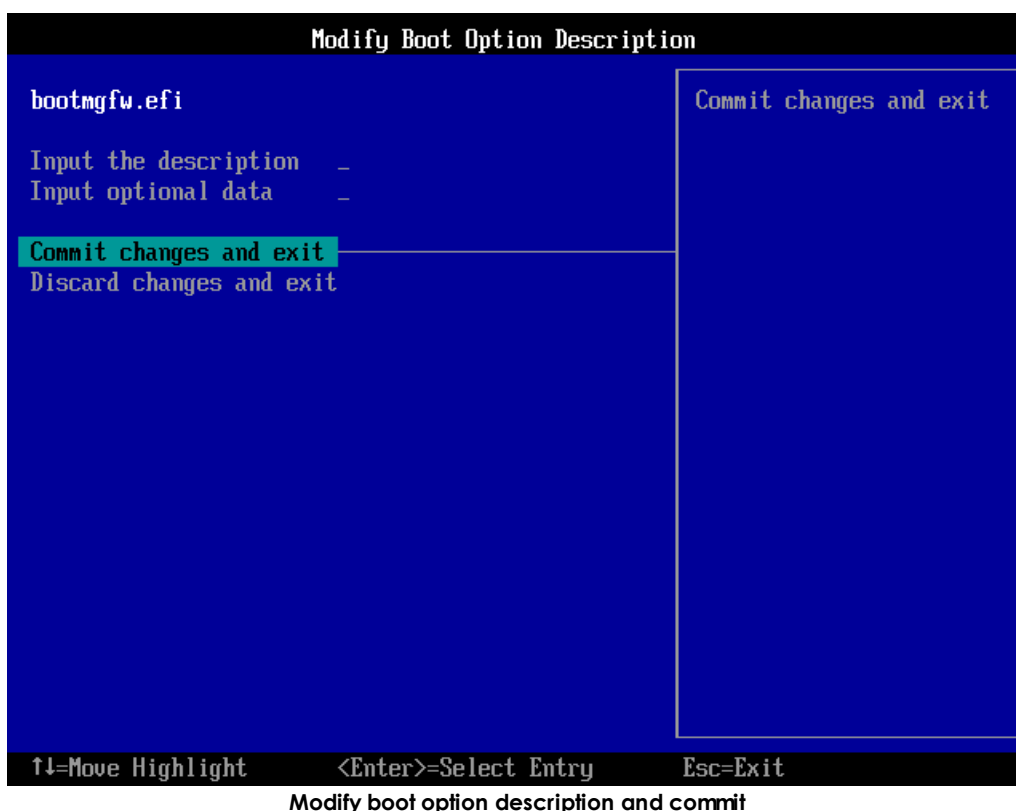 Modify Boot Option Description
bootmgfw.efi
Commit changes and exit
Input the description _
Input optional data _
Commit changes and exit
Discard changes and exit
↑↓=Move Highlight <Enter>=Select Entry Esc=Exit
Modify boot option description and commit